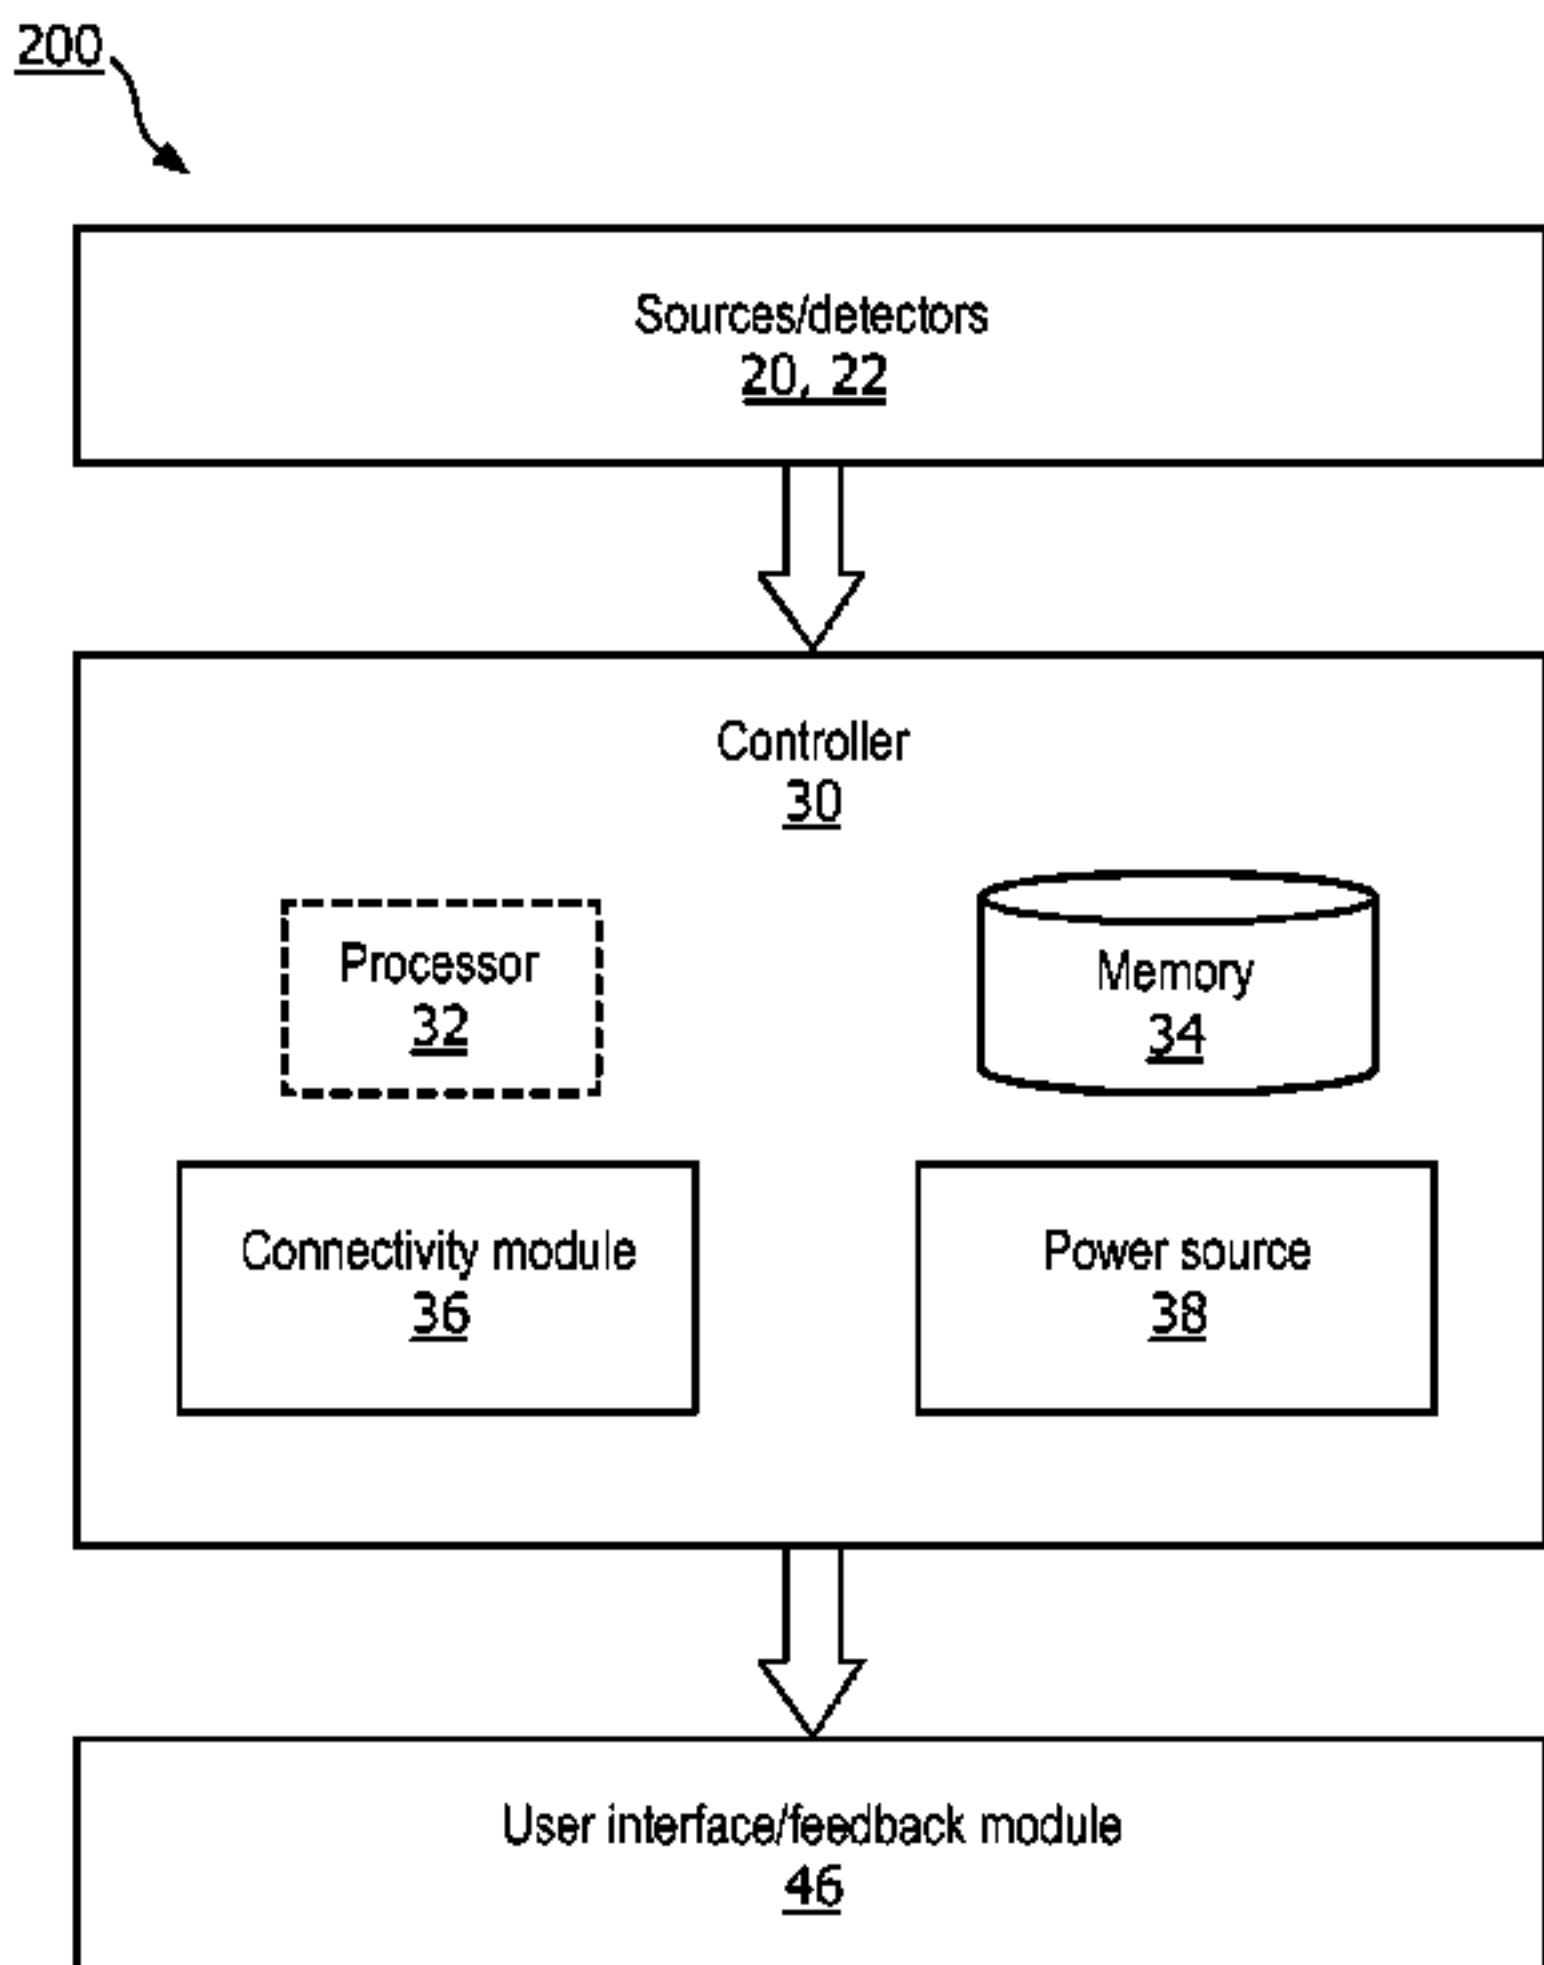 200
Sources/detectors
20, 22
Controller
30
Processor
32
Memory
34
Connectivity module
36
Power source
38
User interface/feedback module
46